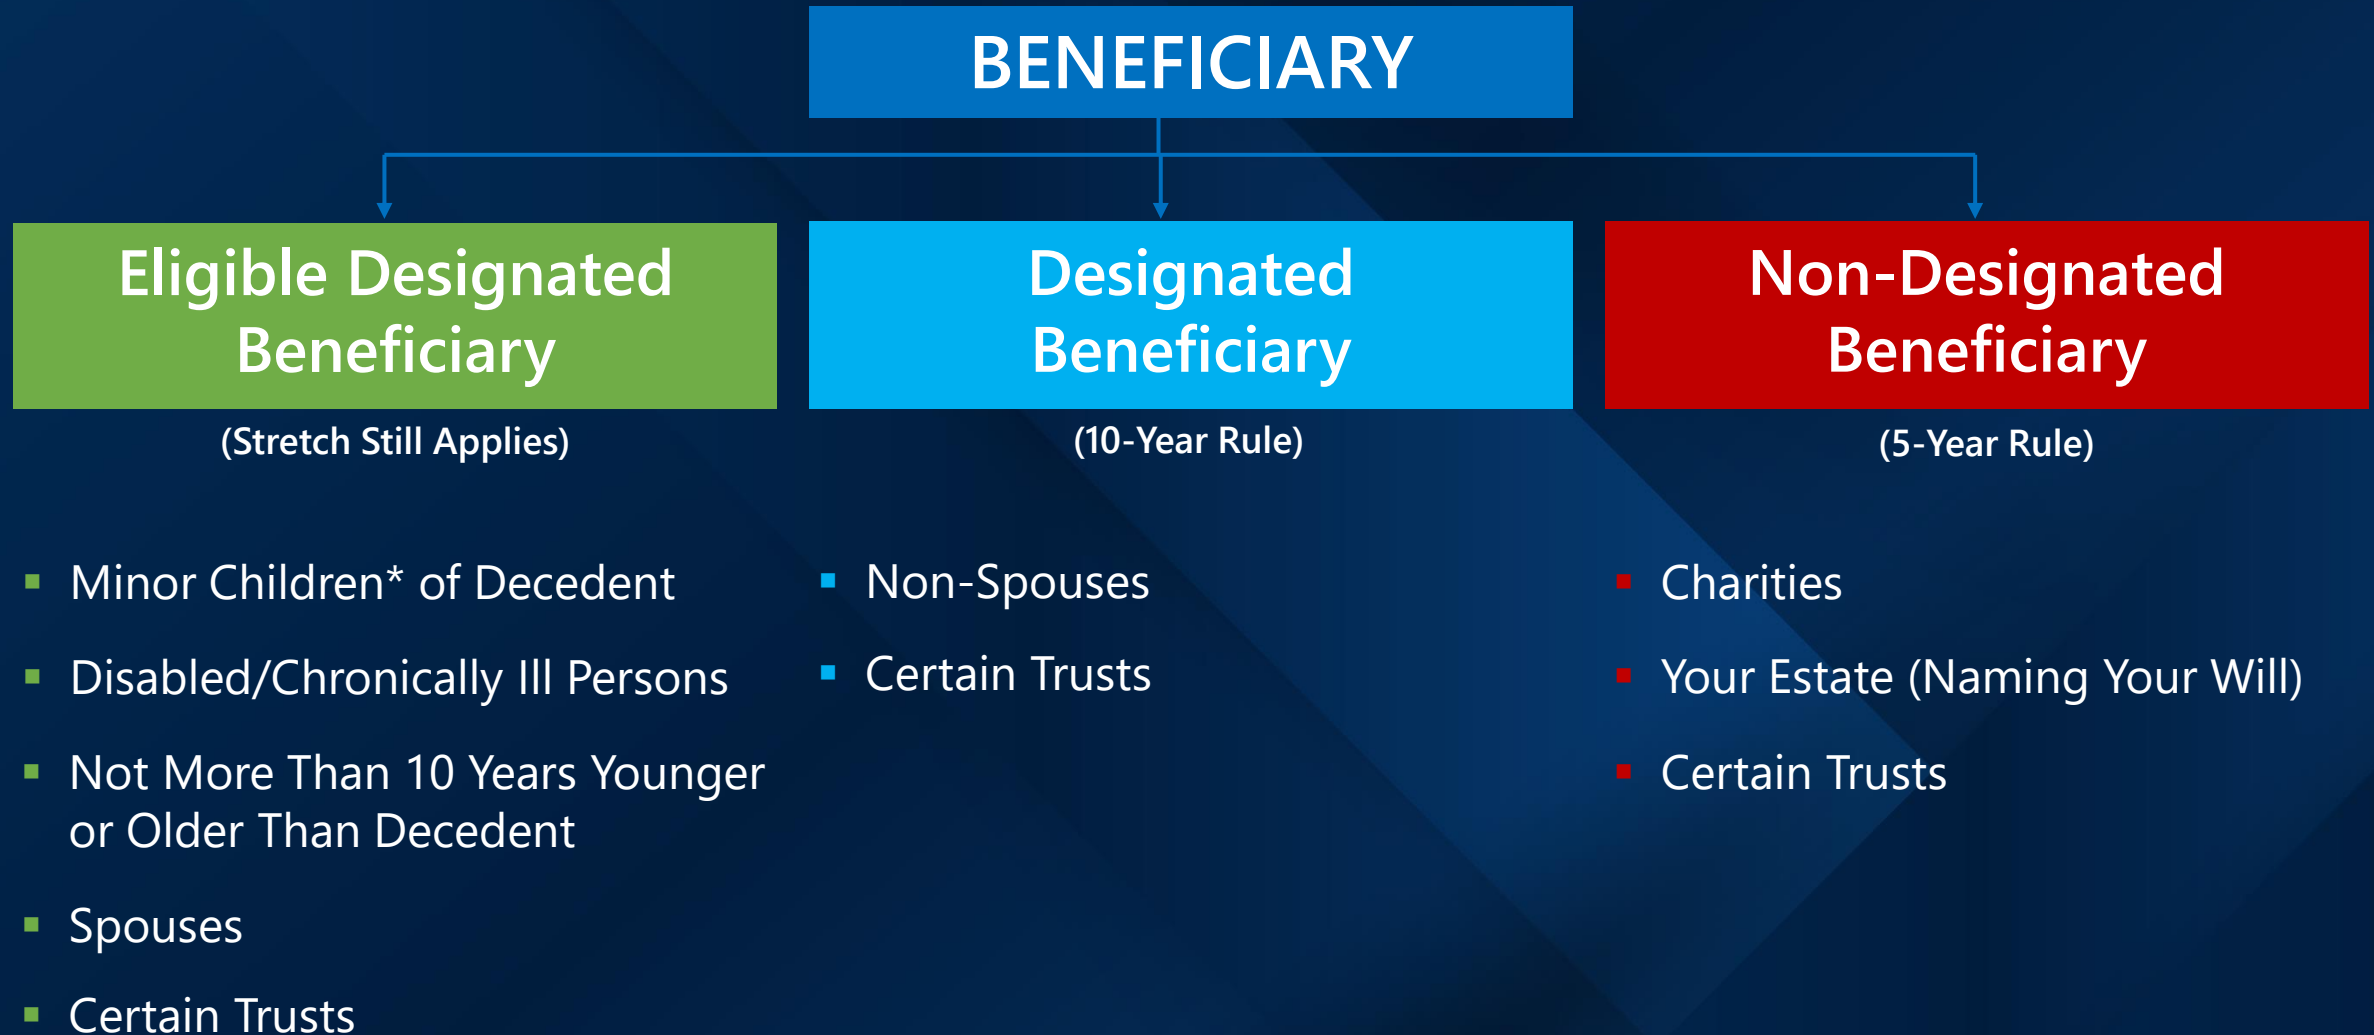 BENEFICIARY
Eligible Designated
Beneficiary
(Stretch Still Applies)
Minor Children* of Decedent
Disabled/Chronically Ill Persons
Not More Than 10 Years Younger
or Older Than Decedent
Spouses
Certain Trusts
Designated
Beneficiary
(10-Year Rule)
Non-Spouses
Certain Trusts
Non-Designated
Beneficiary
(5-Year Rule)
Charities
Your Estate (Naming Your Will)
Certain Trusts